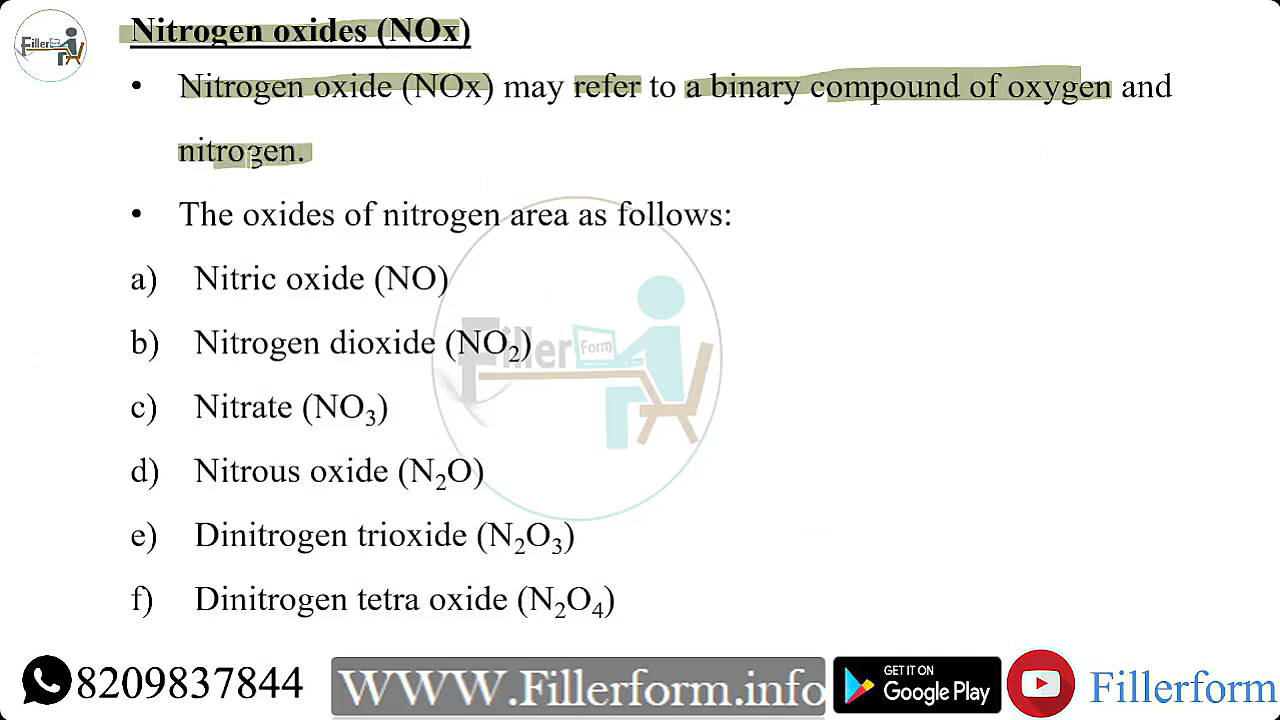 Nitrogen oxides (NOx)
• Nitrogen oxide (NOx) may refer to a binary compound of oxygen and
nitrogen.
• The oxides of nitrogen area as follows:
a) Nitric oxide (NO)
b) Nitrogen dioxide (NO₂)
c) Nitrate (NO₃)
d) Nitrous oxide (N₂O)
e) Dinitrogen trioxide (N₂O₃)
f) Dinitrogen tetra oxide (N₂O₄)
Filler Form
8209837844
WWW.Fillerform.info
GET IT ON
Google Play
Fillerform